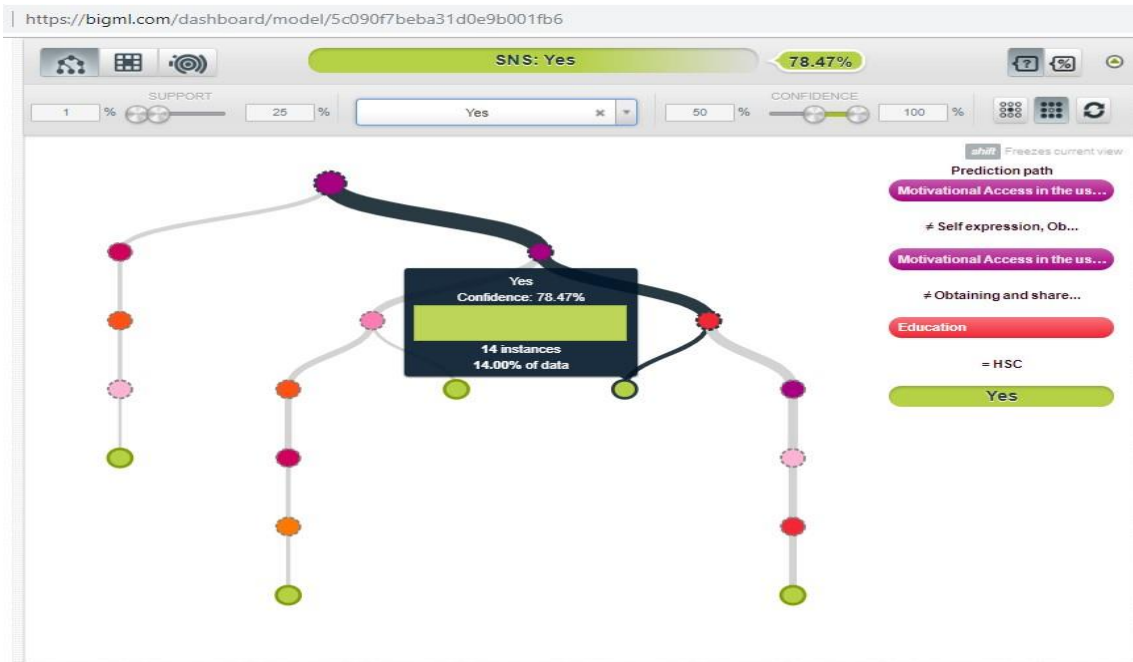 https://bigml.com/dashboard/model/5c090f7beba31d0e9b001fb6
SNS: Yes
78.47%
SUPPORT
CONFIDENCE
1 %
25 %
Yes
50 %
100 %
shift Freezes current view
Prediction path
Motivational Access in the us...
≠ Self expression, Ob...
Motivational Access in the us...
≠ Obtaining and share...
Education
= HSC
Yes
Yes
Confidence: 78.47%
14 instances
14.00% of data